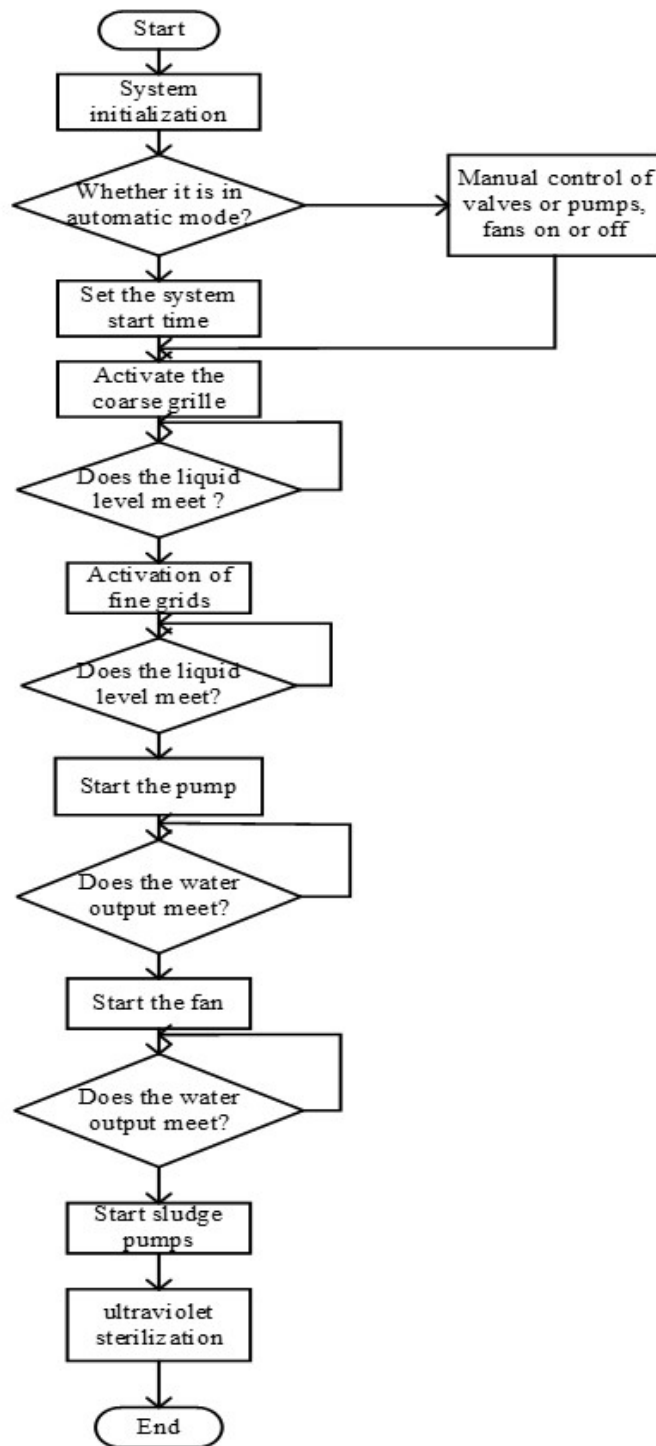 Start
System
initialization
Whether it is in
automatic mode?
Manual control of
valves or pumps,
fans on or off
Set the system
start time
Activate the
coarse grille
Does the liquid
level meet ?
Activation of
fine grids
Does the liquid
level meet?
Start the pump
Does the water
output meet?
Start the fan
Does the water
output meet?
Start sludge
pumps
ultraviolet
sterilization
End